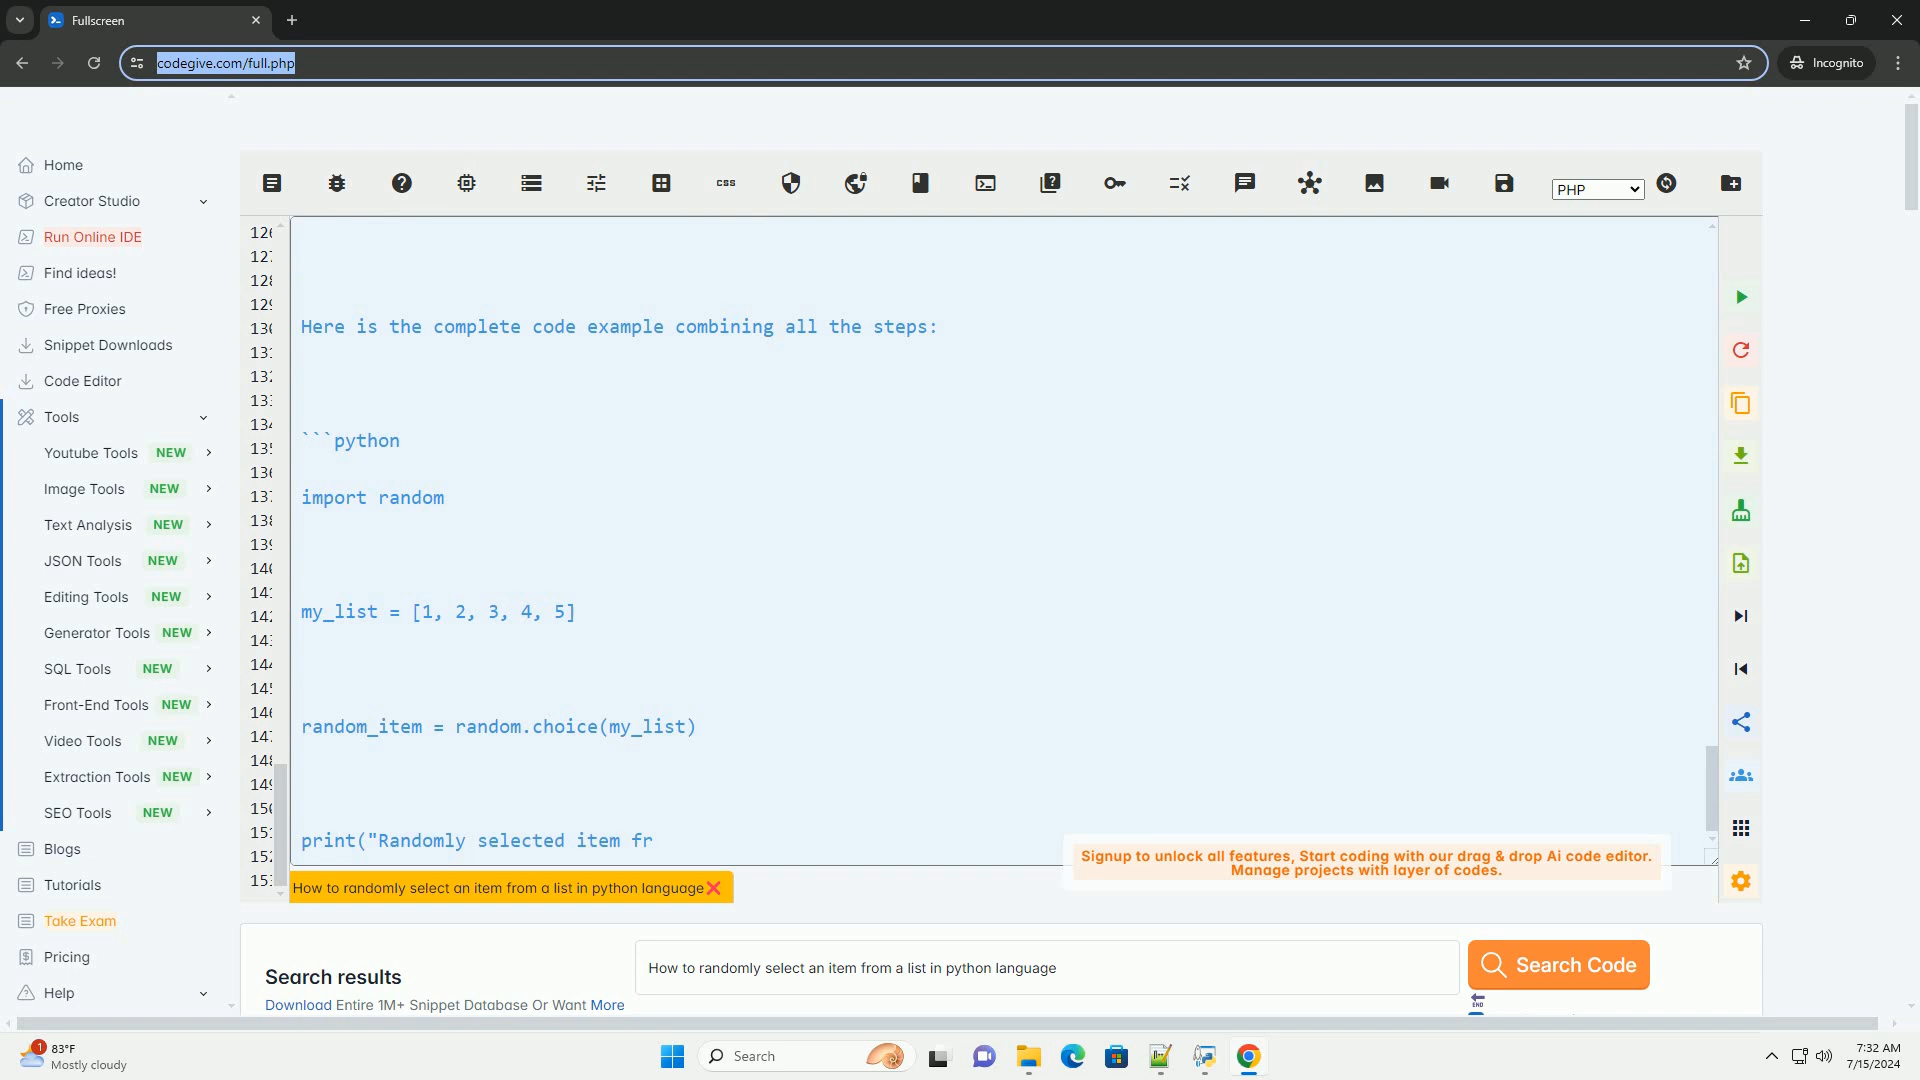 Fullscreen
codegive.com/full.php
Incognito
Home
Creator Studio
Run Online IDE
Find ideas!
Free Proxies
Snippet Downloads
Code Editor
Tools
Youtube Tools NEW
Image Tools NEW
Text Analysis NEW
JSON Tools NEW
Editing Tools NEW
Generator Tools NEW
SQL Tools NEW
Front-End Tools NEW
Video Tools NEW
Extraction Tools NEW
SEO Tools NEW
Blogs
Tutorials
Take Exam
Pricing
Help
css
PHP
Here is the complete code example combining all the steps:
```python
import random
my_list = [1, 2, 3, 4, 5]
random_item = random.choice(my_list)
print("Randomly selected item fr
Signup to unlock all features, Start coding with our drag & drop Ai code editor.
Manage projects with layer of codes.
How to randomly select an item from a list in python language
Search results
Download Entire 1M+ Snippet Database Or Want More
How to randomly select an item from a list in python language
Search Code
END
1
83°F
Mostly cloudy
Search
7:32 AM
7/15/2024